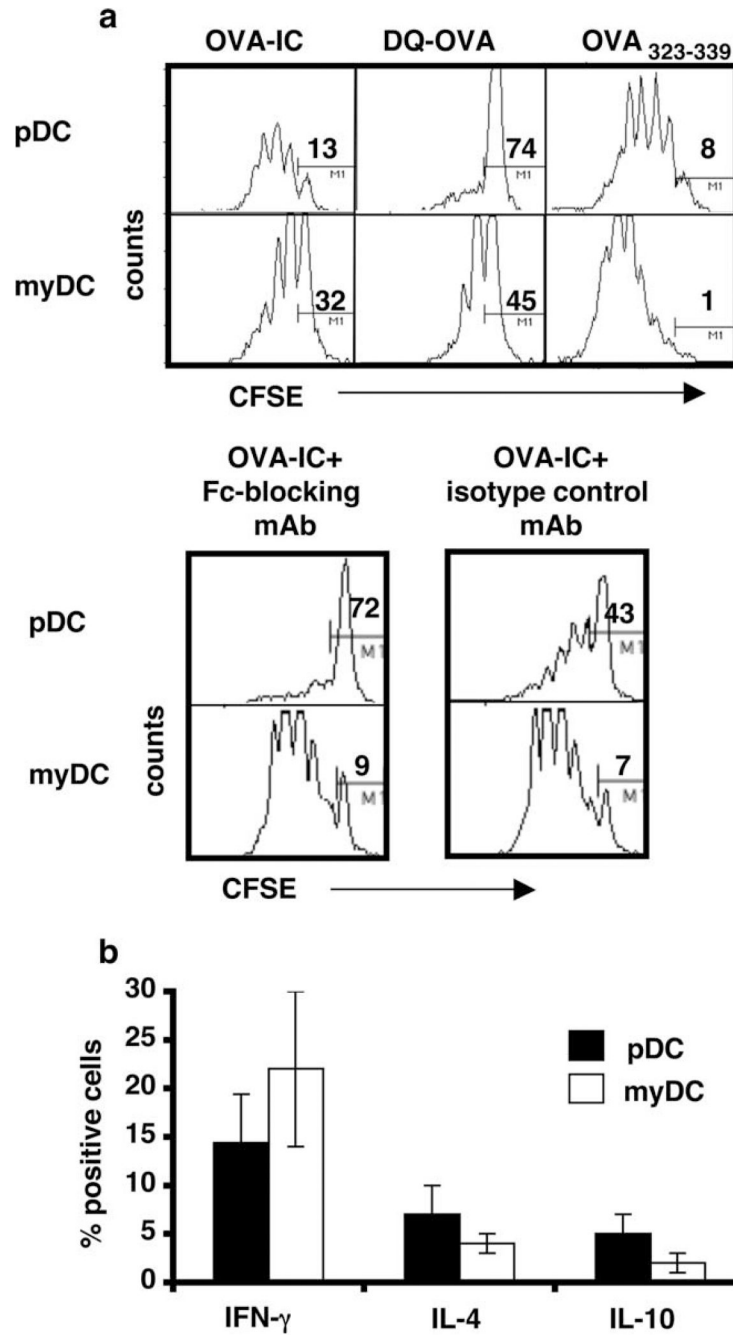 a
OVA-IC DQ-OVA OVA 323-339
pDC 13 M1 74 M1 8 M1
counts
myDC 32 M1 45 M1 1 M1
CFSE
OVA-IC+ OVA-IC+
Fc-blocking isotype control
mAb mAb
pDC 72 M1 43 M1
counts
myDC 9 M1 7 M1
CFSE
b
30
25
20
15
10
5
0
% positive cells
pDC
myDC
IFN-γ IL-4 IL-10